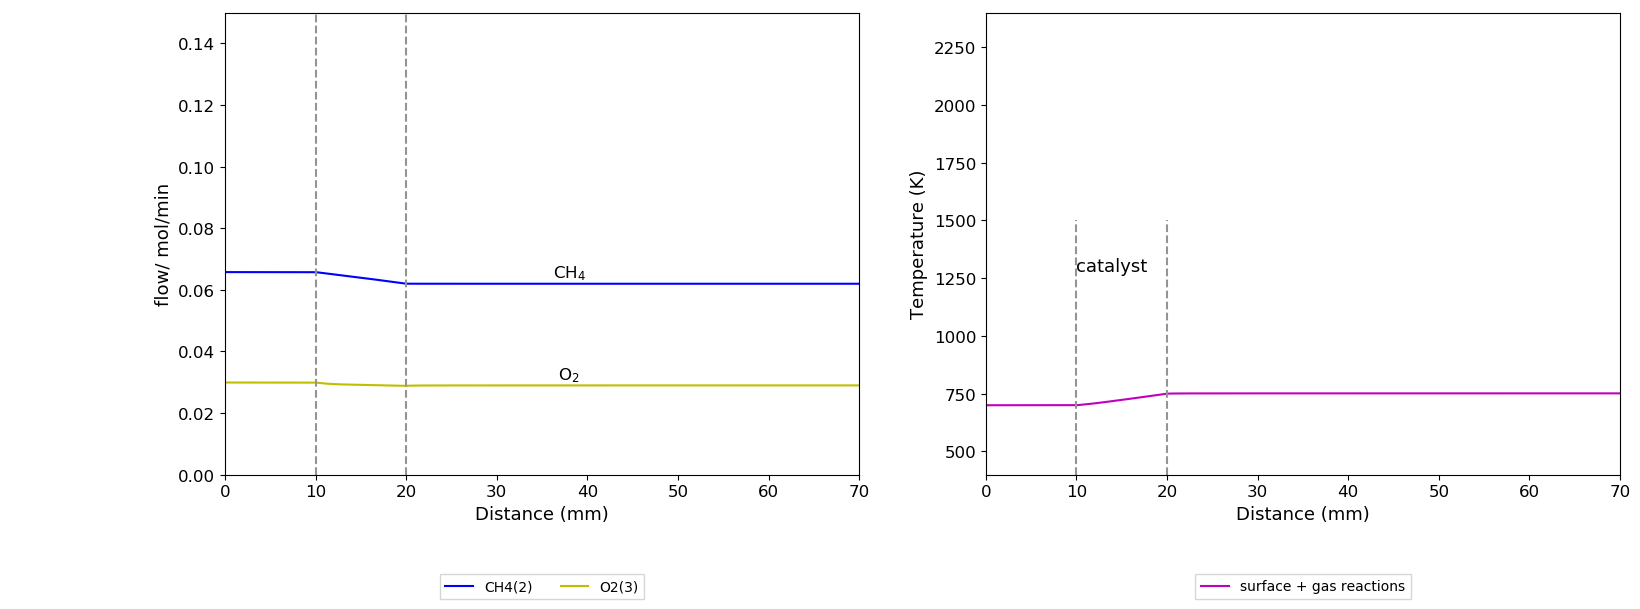 0.14
0.12
0.10
0.08
0.06
0.04
0.02
0.00
flow/ mol/min
CH₄
O₂
0 10 20 30 40 50 60 70
Distance (mm)
CH4(2) O2(3)
2250
2000
1750
1500
1250
1000
750
500
Temperature (K)
catalyst
0 10 20 30 40 50 60 70
Distance (mm)
surface + gas reactions